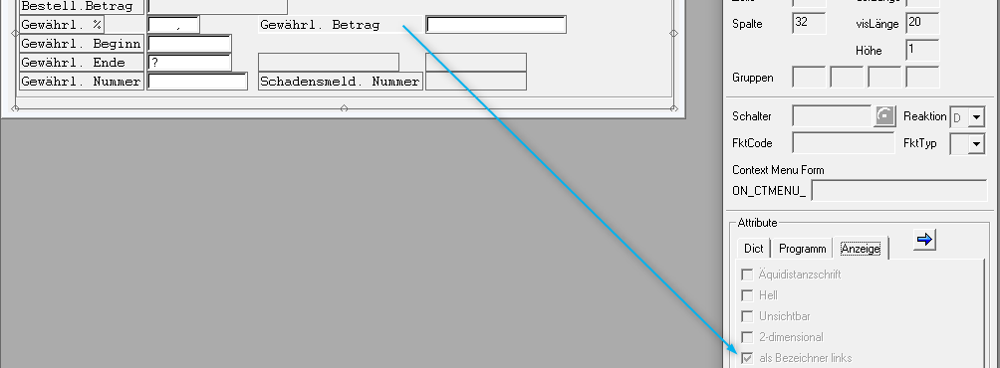 Bestell.Betrag
Gewährl. % ,
Gewährl. Betrag
Gewährl. Beginn
Gewährl. Ende ?
Gewährl. Nummer
Schadensmeld. Nummer
Spalte 32 visLänge 20
Höhe 1
Gruppen
Schalter Reaktion D
FktCode FktTyp
Context Menu Form
ON_CTMENU_
Attribute
Dict Programm Anzeige
Äquidistanzschrift
Hell
Unsichtbar
2-dimensional
als Bezeichner links